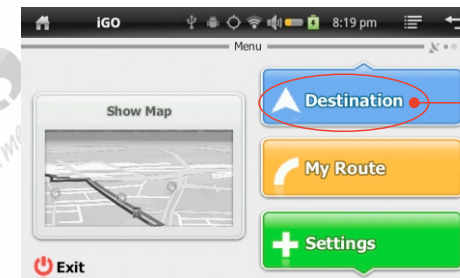 iGO 8:19 pm
Menu
Show Map
Destination
My Route
Settings
Exit